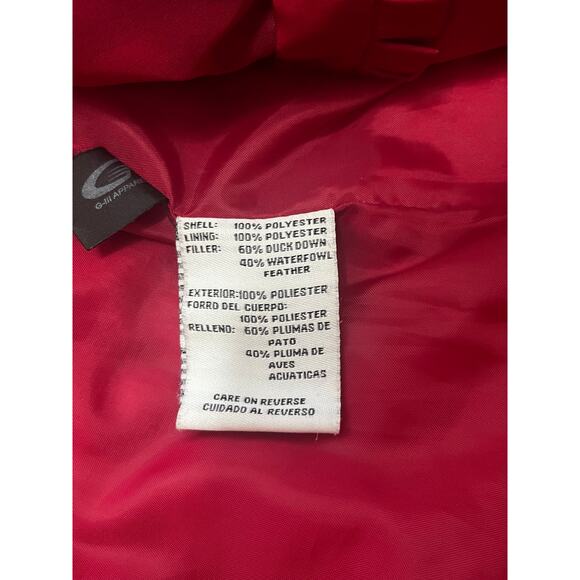 G-III APPAR
SHELL: 100% POLYESTER
LINING: 100% POLYESTER
FILLER: 60% DUCK DOWN
40% WATERFOWL
FEATHER
EXTERIOR:100% POLIESTER
FORRO DEL CUERPO:
100% POLIESTER
RELLENO: 60% PLUMAS DE
PATO
40% PLUMA DE
AVES
ACUATICAS
CARE ON REVERSE
CUIDADO AL REVERSO